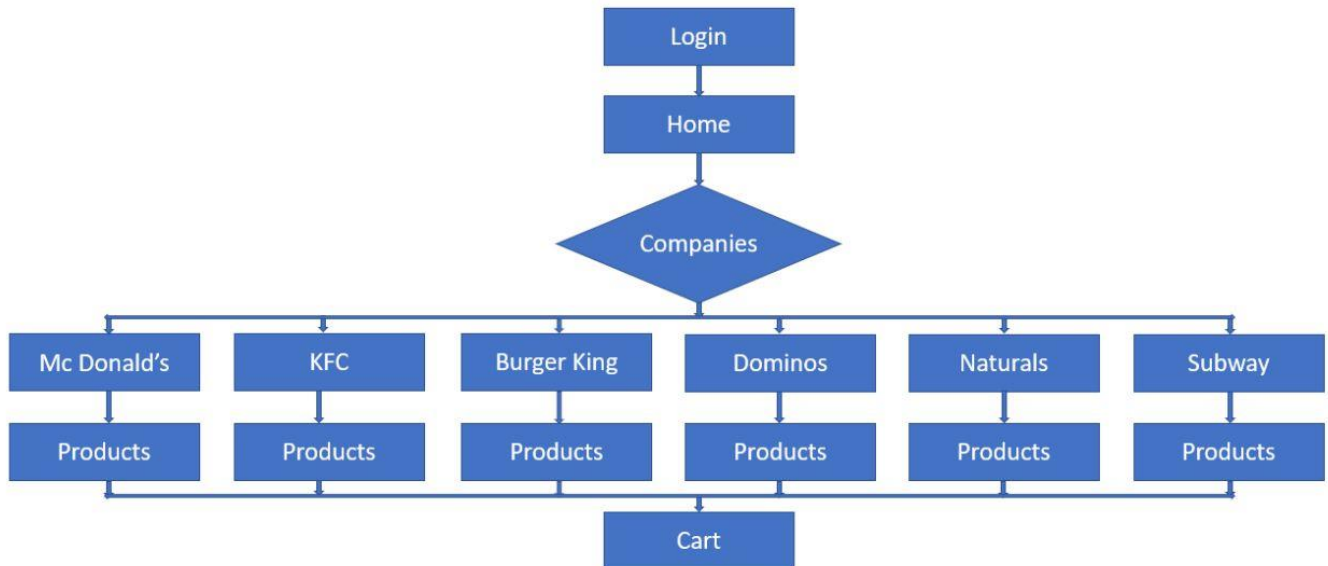 Login
Home
Companies
Mc Donald's
KFC
Burger King
Dominos
Naturals
Subway
Products
Products
Products
Products
Products
Products
Cart